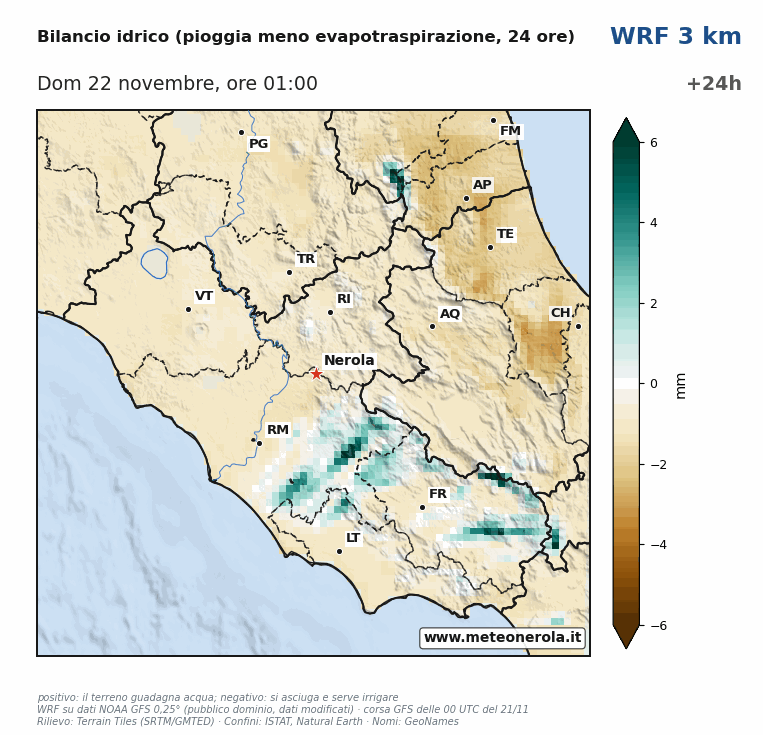 Bilancio idrico (pioggia meno evapotraspirazione, 24 ore)
WRF 3 km
Dom 22 novembre, ore 01:00
+24h
FM
PG
AP
TE
TR
VT
RI
AQ
CH
Nerola
RM
FR
LT
www.meteonerola.it
6
4
2
0
−2
−4
−6
mm
positivo: il terreno guadagna acqua; negativo: si asciuga e serve irrigare
WRF su dati NOAA GFS 0,25° (pubblico dominio, dati modificati) · corsa GFS delle 00 UTC del 21/11
Rilievo: Terrain Tiles (SRTM/GMTED) · Confini: ISTAT, Natural Earth · Nomi: GeoNames